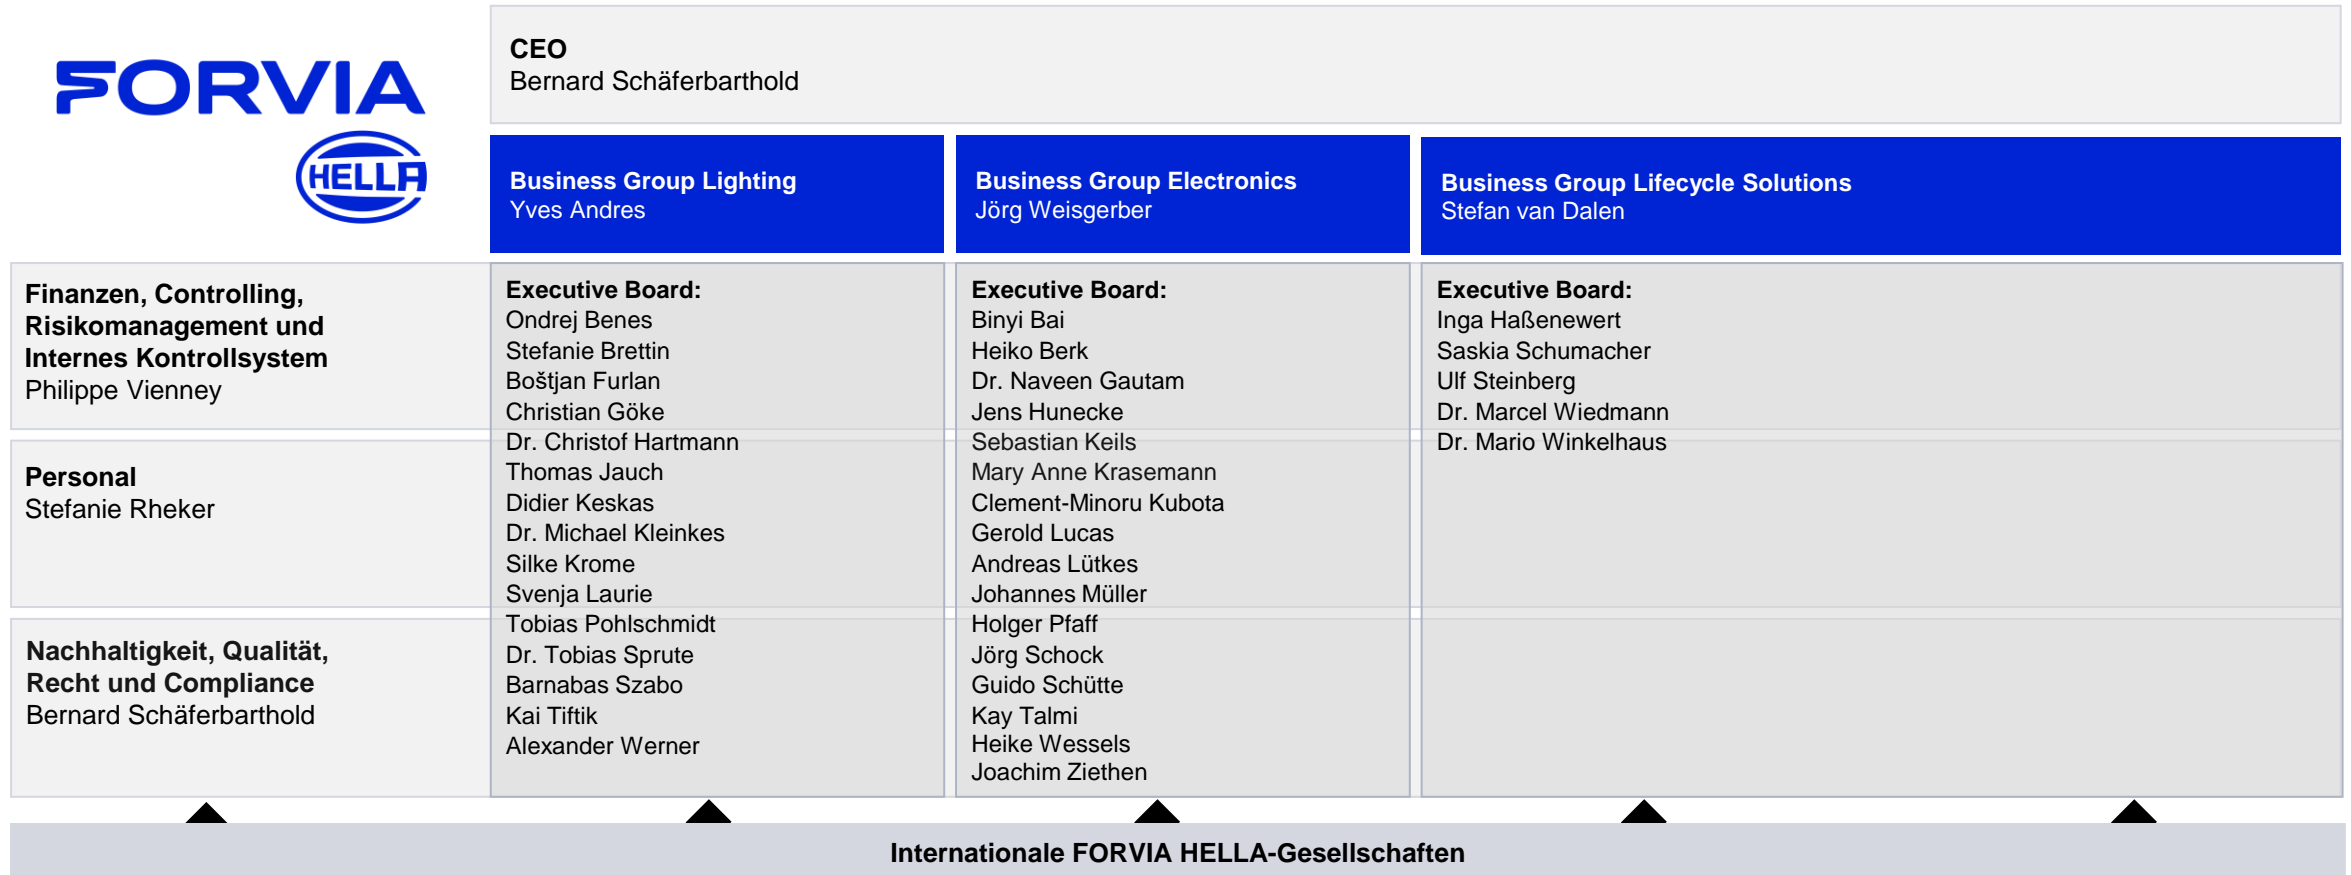 FORVIA
HELLA
CEO
Bernard Schäferbarthold
Business Group Lighting
Yves Andres
Business Group Electronics
Jörg Weisgerber
Business Group Lifecycle Solutions
Stefan van Dalen
Finanzen, Controlling,
Risikomanagement und
Internes Kontrollsystem
Philippe Vienney
Personal
Stefanie Rheker
Nachhaltigkeit, Qualität,
Recht und Compliance
Bernard Schäferbarthold
Executive Board:
Ondrej Benes
Stefanie Brettin
Boštjan Furlan
Christian Göke
Dr. Christof Hartmann
Thomas Jauch
Didier Keskas
Dr. Michael Kleinkes
Silke Krome
Svenja Laurie
Tobias Pohlschmidt
Dr. Tobias Sprute
Barnabas Szabo
Kai Tiftik
Alexander Werner
Executive Board:
Binyi Bai
Heiko Berk
Dr. Naveen Gautam
Jens Hunecke
Sebastian Keils
Mary Anne Krasemann
Clement-Minoru Kubota
Gerold Lucas
Andreas Lütkes
Johannes Müller
Holger Pfaff
Jörg Schock
Guido Schütte
Kay Talmi
Heike Wessels
Joachim Ziethen
Executive Board:
Inga Haßenewert
Saskia Schumacher
Ulf Steinberg
Dr. Marcel Wiedmann
Dr. Mario Winkelhaus
Internationale FORVIA HELLA-Gesellschaften